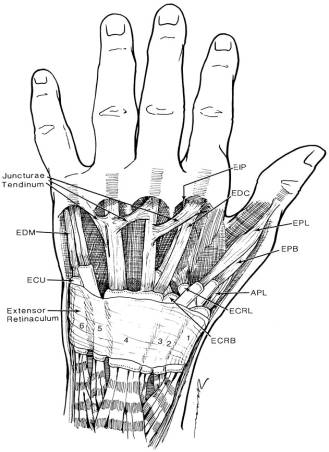 Juncturae
Tendinum
EIP
EDC
EDM
EPL
EPB
ECU
APL
ECRL
Extensor
Retinaculum
ECRB
6 5 4 3 2 1